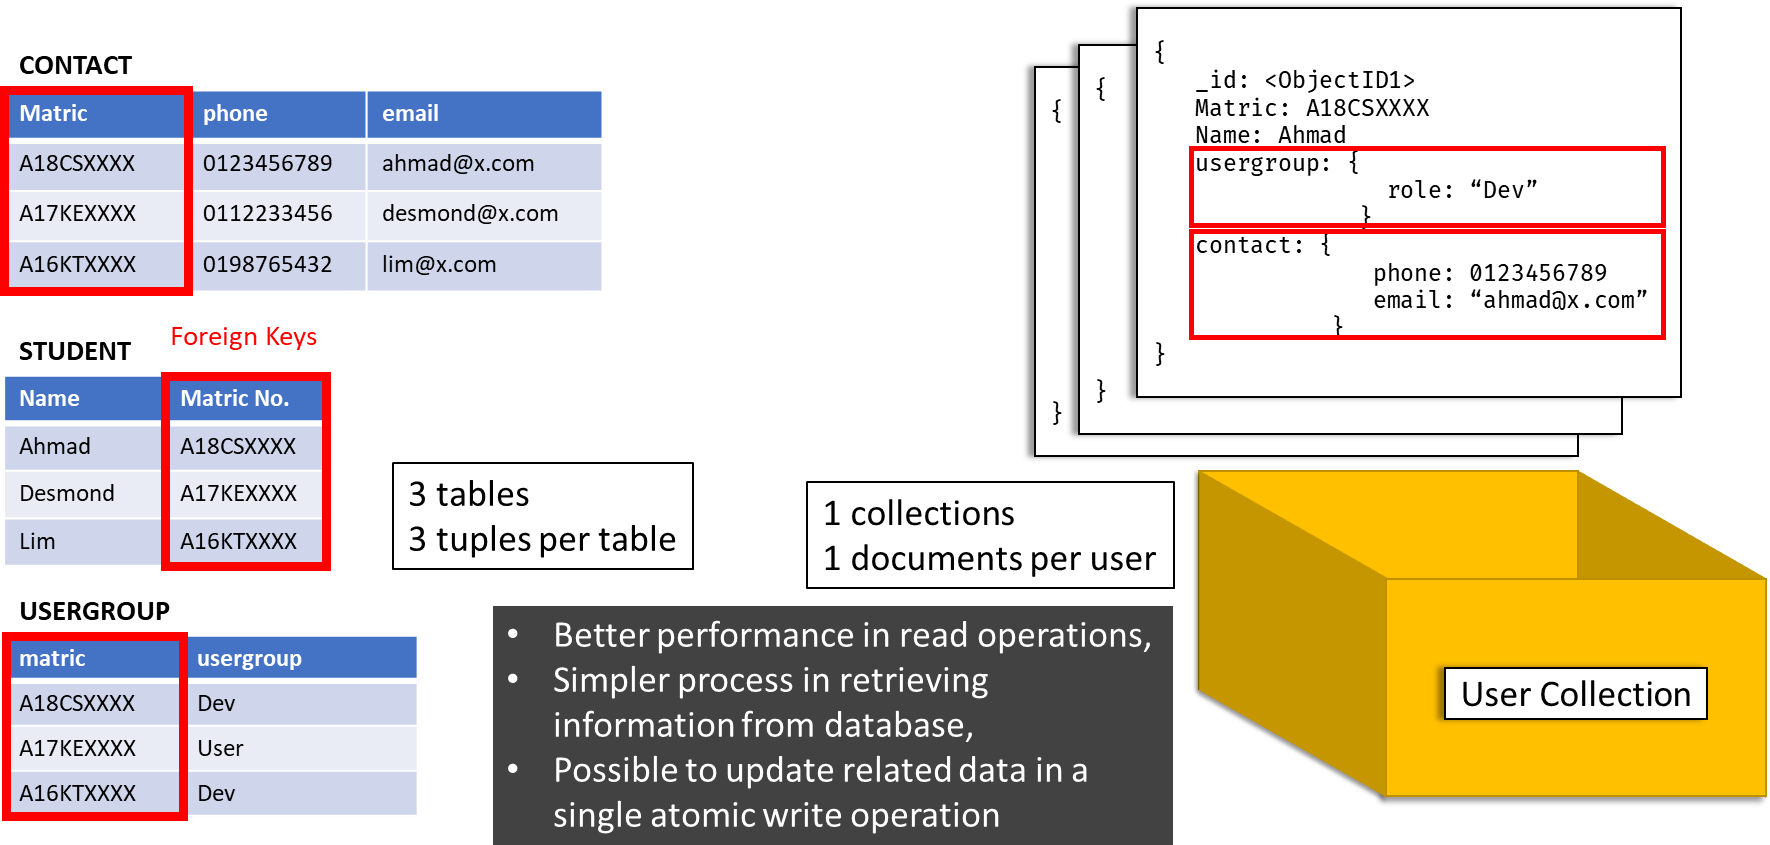 CONTACT
Matric phone email
A18CSXXXX 0123456789 ahmad@x.com
A17KEXXXX 0112233456 desmond@x.com
A16KTXXXX 0198765432 lim@x.com
Foreign Keys
STUDENT
Name Matric No.
Ahmad A18CSXXXX
Desmond A17KEXXXX
Lim A16KTXXXX
USERGROUP
matric usergroup
A18CSXXXX Dev
A17KEXXXX User
A16KTXXXX Dev
3 tables
3 tuples per table
1 collections
1 documents per user
• Better performance in read operations,
• Simpler process in retrieving
information from database,
• Possible to update related data in a
single atomic write operation
{
}
{
}
{
_id: <ObjectID1>
Matric: A18CSXXXX
Name: Ahmad
usergroup: {
role: “Dev”
}
contact: {
phone: 0123456789
email: “ahmad@x.com”
}
}
User Collection